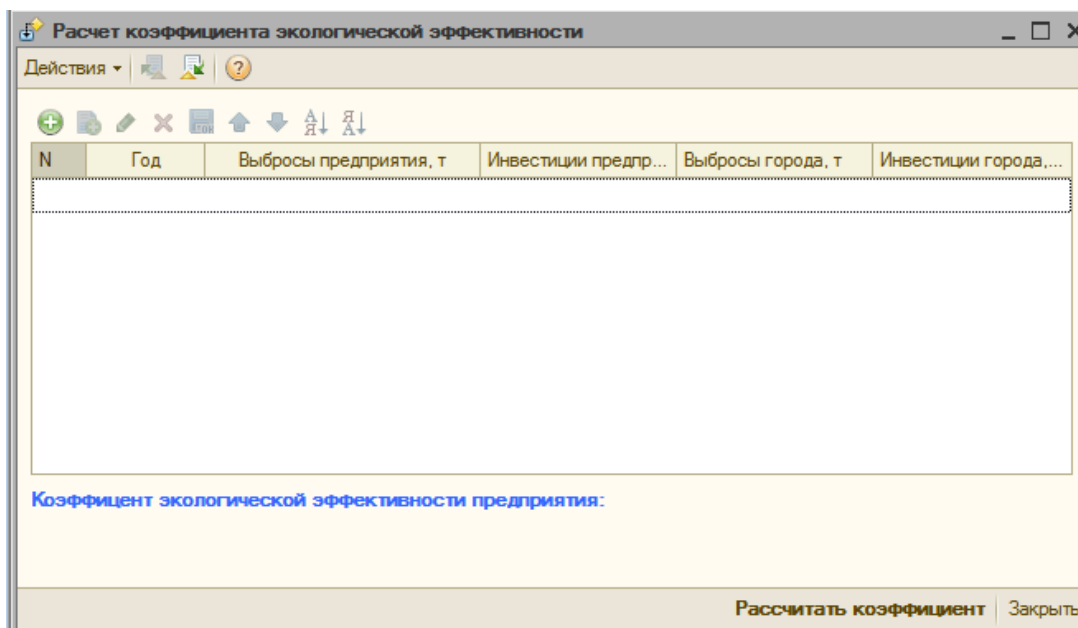 Расчет коэффициента экологической эффективности
Действия
N Год Выбросы предприятия, т Инвестиции предпр... Выбросы города, т Инвестиции города,...
Коэффицент экологической эффективности предприятия:
Рассчитать коэффициент Закрыть